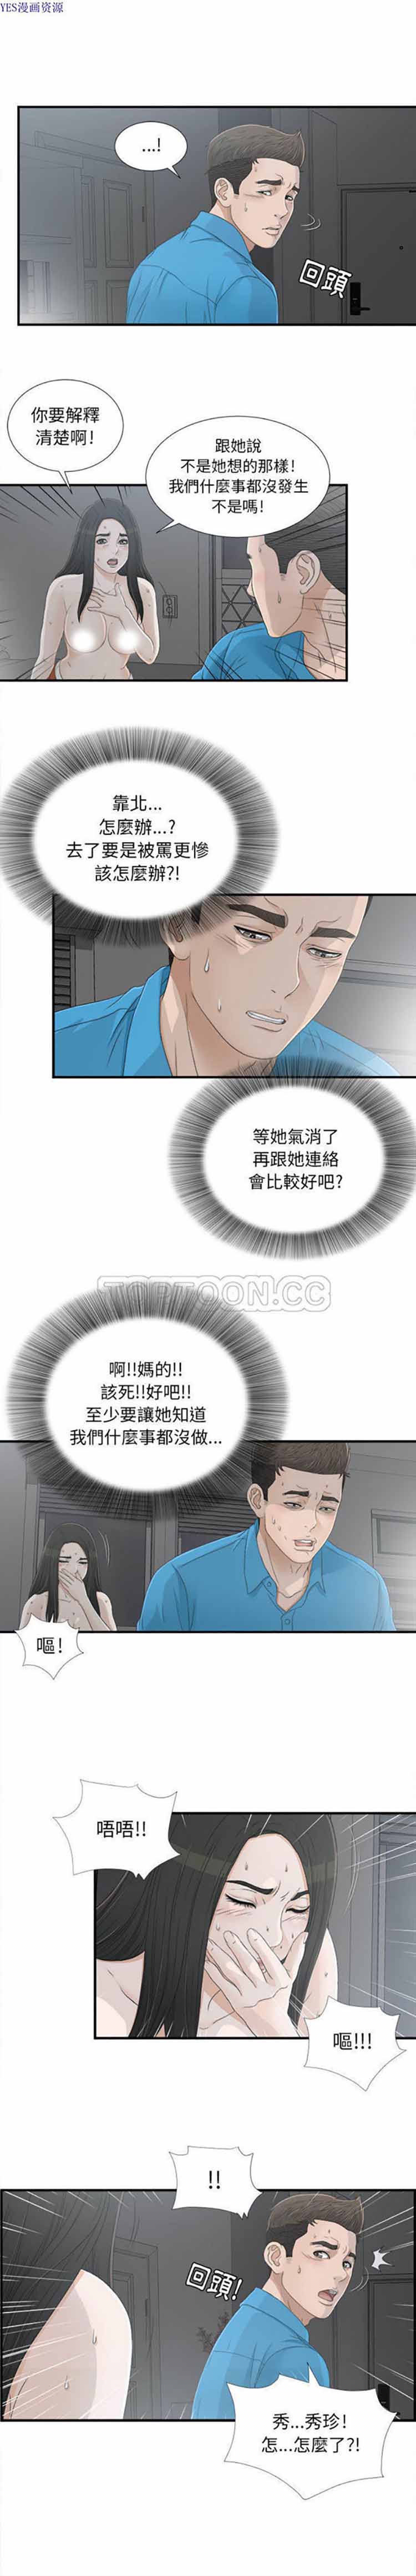 YES漫画资源
...!
回頭
你要解釋
清楚啊!
跟她說
不是她想的那樣!
我們什麼事都沒發生
不是嗎!
靠北...
怎麼辦...?
去了要是被罵更慘
該怎麼辦?!
等她氣消了
再跟她連絡
會比較好吧?
TOPTOON.CC
啊!!媽的!!
該死!!好吧!!
至少要讓她知道
我們什麼事都沒做...
嘔!
唔唔!!
嘔!!!
!!
回頭!
秀...秀珍!
怎...怎麼了?!